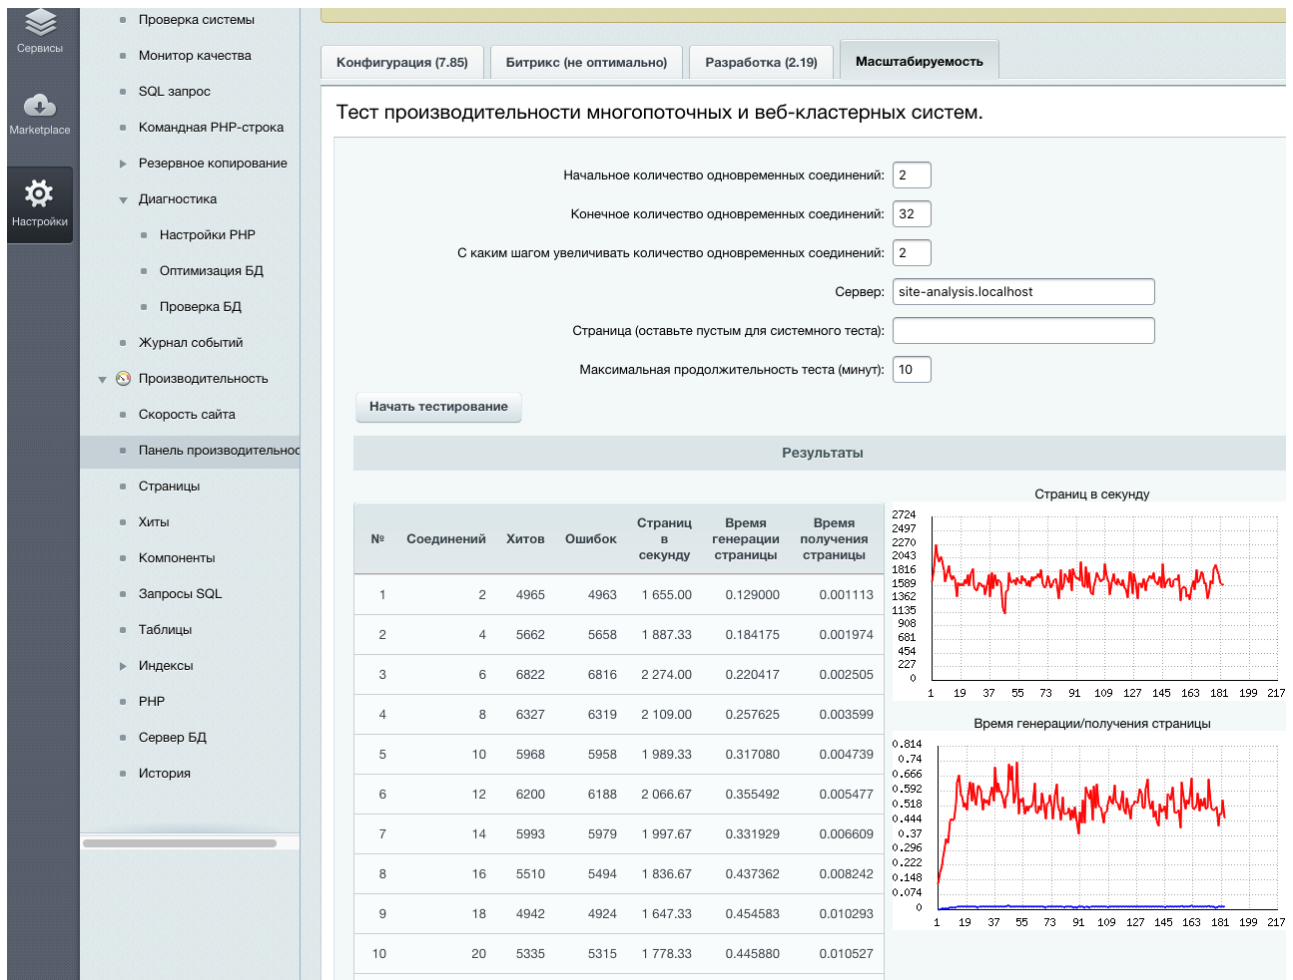 Сервисы
Marketplace
Настройки
Проверка системы
Монитор качества
SQL запрос
Командная PHP-строка
Резервное копирование
Диагностика
Настройки PHP
Оптимизация БД
Проверка БД
Журнал событий
Производительность
Скорость сайта
Панель производительнос
Страницы
Хиты
Компоненты
Запросы SQL
Таблицы
Индексы
PHP
Сервер БД
История
Конфигурация (7.85) Битрикс (не оптимально) Разработка (2.19) Масштабируемость
Тест производительности многопоточных и веб-кластерных систем.
Начальное количество одновременных соединений: 2
Конечное количество одновременных соединений: 32
С каким шагом увеличивать количество одновременных соединений: 2
Сервер: site-analysis.localhost
Страница (оставьте пустым для системного теста):
Максимальная продолжительность теста (минут): 10
Начать тестирование
Результаты
№ Соединений Хитов Ошибок Страниц в секунду Время генерации страницы Время получения страницы
1 2 4965 4963 1 655.00 0.129000 0.001113
2 4 5662 5658 1 887.33 0.184175 0.001974
3 6 6822 6816 2 274.00 0.220417 0.002505
4 8 6327 6319 2 109.00 0.257625 0.003599
5 10 5968 5958 1 989.33 0.317080 0.004739
6 12 6200 6188 2 066.67 0.355492 0.005477
7 14 5993 5979 1 997.67 0.331929 0.006609
8 16 5510 5494 1 836.67 0.437362 0.008242
9 18 4942 4924 1 647.33 0.454583 0.010293
10 20 5335 5315 1 778.33 0.445880 0.010527
Страниц в секунду
2724
2497
2270
2043
1816
1589
1362
1135
908
681
454
227
0
1 19 37 55 73 91 109 127 145 163 181 199 217
Время генерации/получения страницы
0.814
0.74
0.666
0.592
0.518
0.444
0.37
0.296
0.222
0.148
0.074
0
1 19 37 55 73 91 109 127 145 163 181 199 217